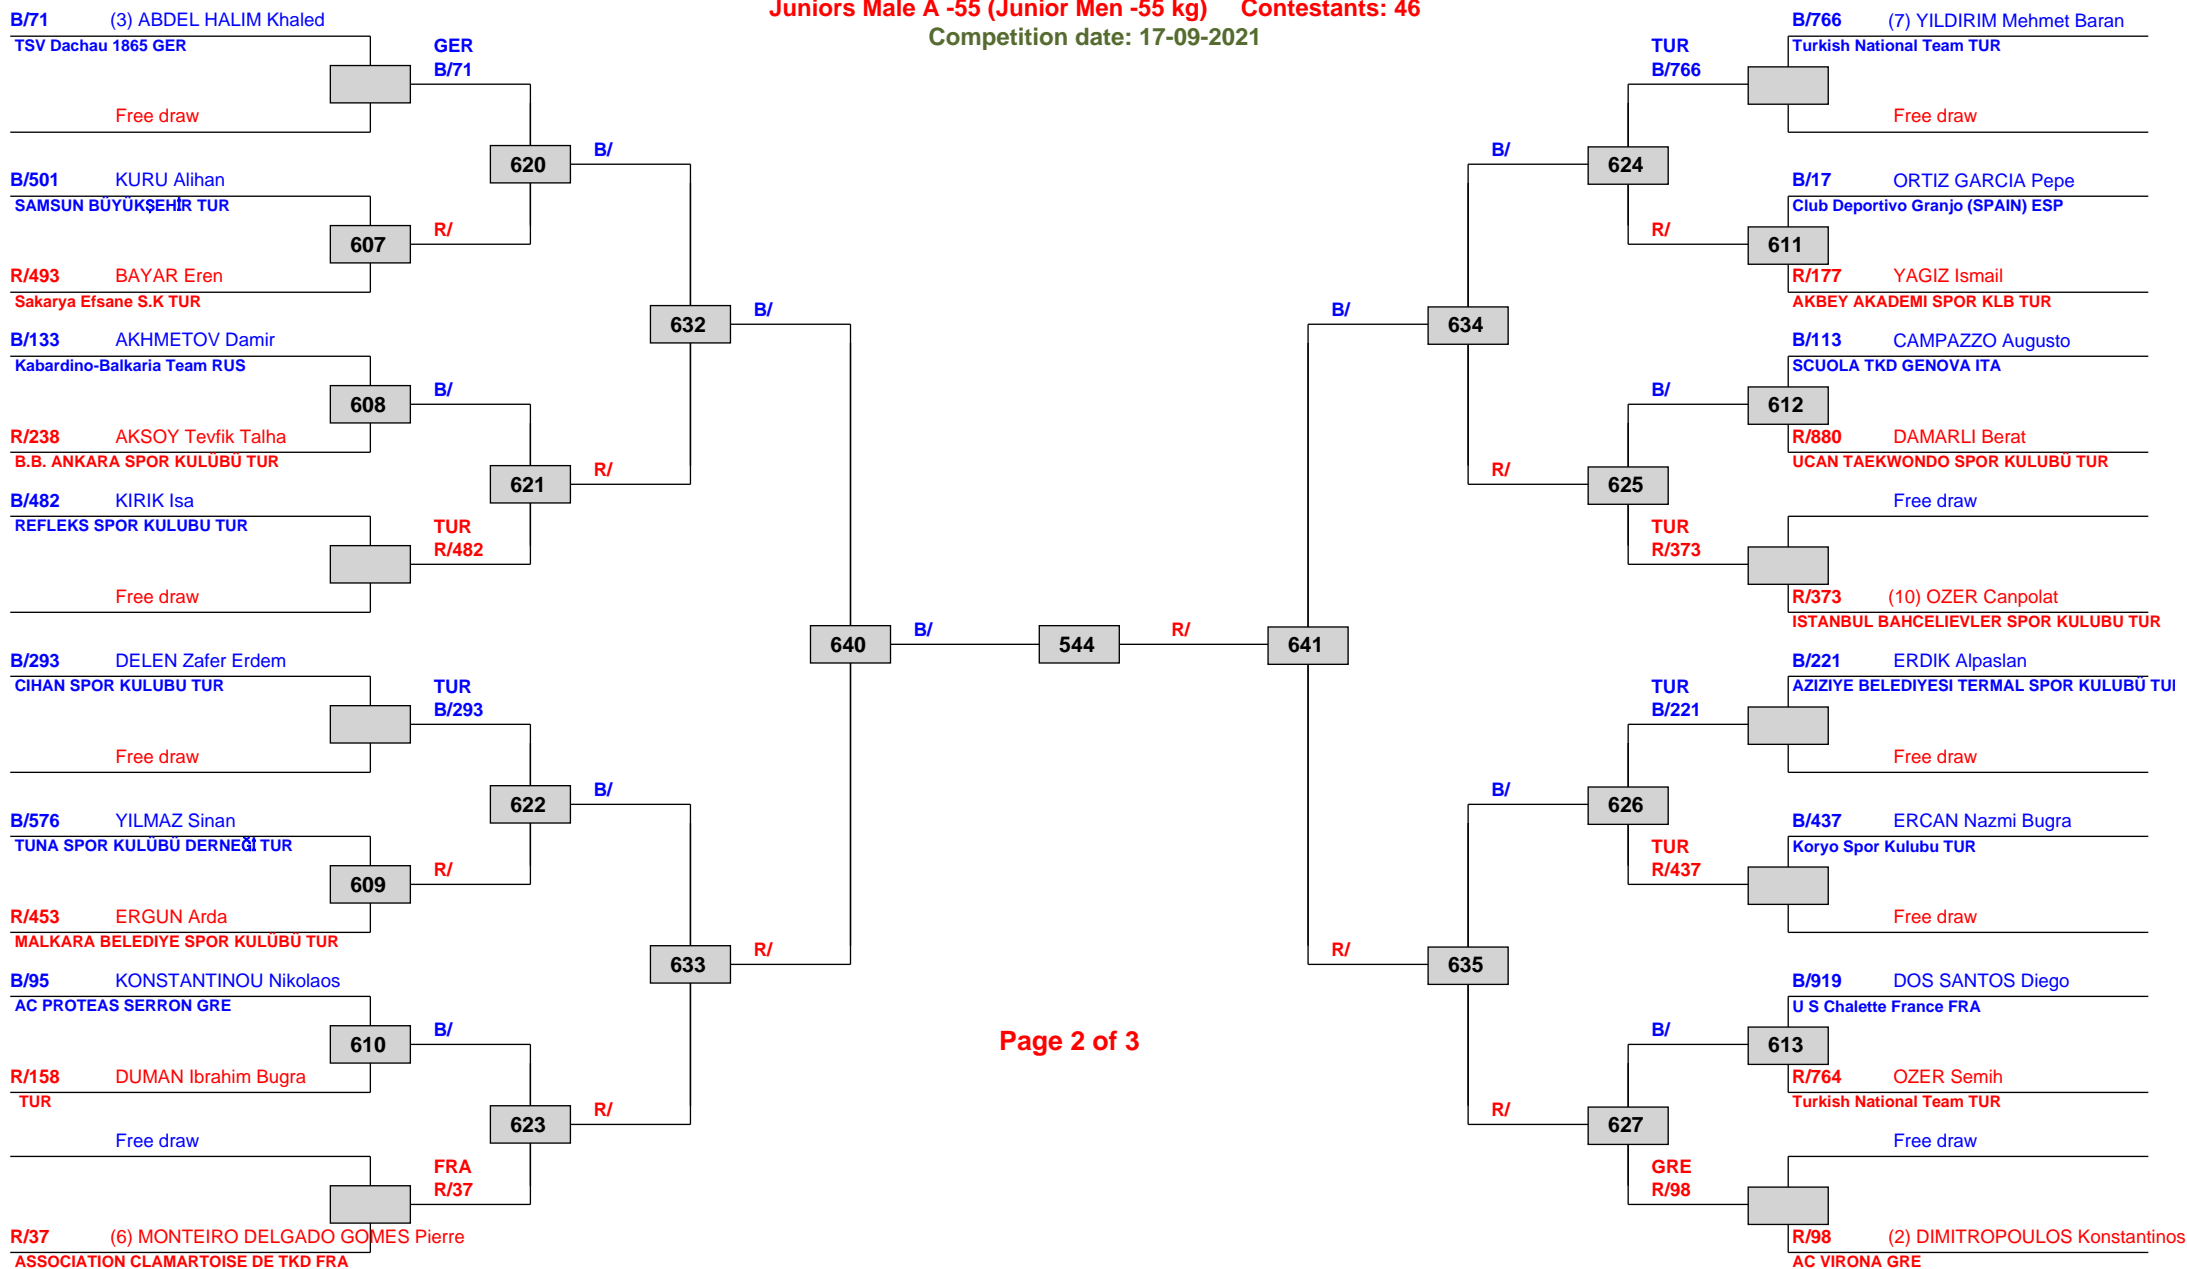 Juniors Male A -55 (Junior Men -55 kg) Contestants: 46
Competition date: 17-09-2021
B/71 (3) ABDEL HALIM Khaled
TSV Dachau 1865 GER
GER
B/71
Free draw
620
B/
B/501 KURU Alihan
SAMSUN BÜYÜKŞEHİR TUR
607
R/
R/493 BAYAR Eren
Sakarya Efsane S.K TUR
632
B/
B/133 AKHMETOV Damir
Kabardino-Balkaria Team RUS
608
B/
R/238 AKSOY Tevfik Talha
B.B. ANKARA SPOR KULÜBÜ TUR
621
R/
B/482 KIRIK Isa
REFLEKS SPOR KULUBU TUR
TUR
R/482
Free draw
640
B/
544
R/
641
B/293 DELEN Zafer Erdem
CIHAN SPOR KULUBU TUR
TUR
B/293
Free draw
622
B/
B/576 YILMAZ Sinan
TUNA SPOR KULÜBÜ DERNEĞİ TUR
609
R/
R/453 ERGUN Arda
MALKARA BELEDIYE SPOR KULÜBÜ TUR
633
R/
B/95 KONSTANTINOU Nikolaos
AC PROTEAS SERRON GRE
610
B/
R/158 DUMAN Ibrahim Bugra
TUR
623
R/
Free draw
FRA
R/37
R/37 (6) MONTEIRO DELGADO GOMES Pierre
ASSOCIATION CLAMARTOISE DE TKD FRA
Page 2 of 3
B/766 (7) YILDIRIM Mehmet Baran
Turkish National Team TUR
TUR
B/766
Free draw
B/
624
B/17 ORTIZ GARCIA Pepe
Club Deportivo Granjo (SPAIN) ESP
R/
611
R/177 YAGIZ Ismail
AKBEY AKADEMI SPOR KLB TUR
B/
634
B/113 CAMPAZZO Augusto
SCUOLA TKD GENOVA ITA
B/
612
R/880 DAMARLI Berat
UCAN TAEKWONDO SPOR KULUBÜ TUR
R/
625
Free draw
TUR
R/373
R/373 (10) OZER Canpolat
ISTANBUL BAHCELIEVLER SPOR KULUBU TUR
B/221 ERDIK Alpaslan
AZIZIYE BELEDIYESI TERMAL SPOR KULUBÜ TUI
TUR
B/221
Free draw
B/
626
B/437 ERCAN Nazmi Bugra
Koryo Spor Kulubu TUR
TUR
R/437
Free draw
R/
635
B/919 DOS SANTOS Diego
U S Chalette France FRA
B/
613
R/764 OZER Semih
Turkish National Team TUR
R/
627
Free draw
GRE
R/98
R/98 (2) DIMITROPOULOS Konstantinos
AC VIRONA GRE